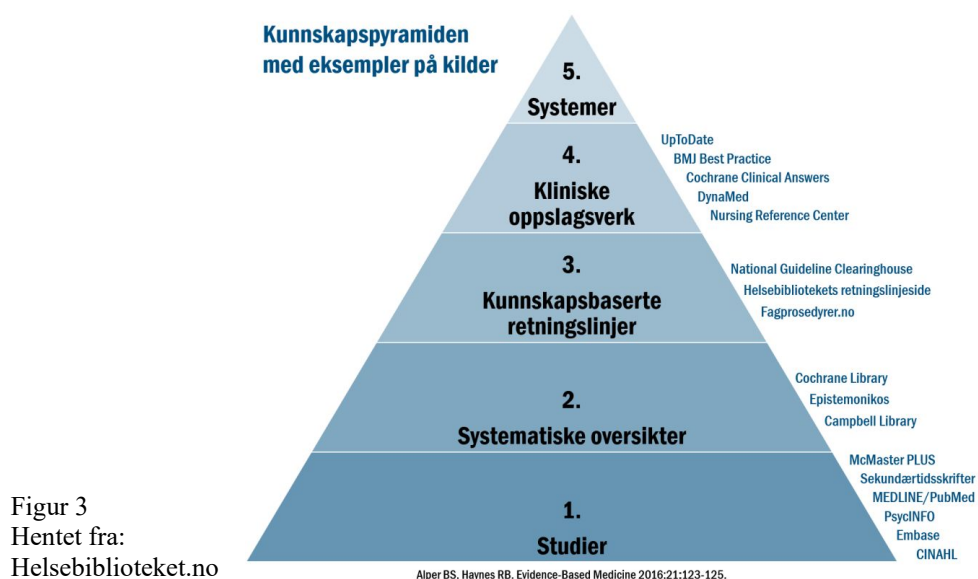 Kunnskapspyramiden
med eksempler på kilder
5.
Systemer
4.
Kliniske
oppslagsverk
UpToDate
BMJ Best Practice
Cochrane Clinical Answers
DynaMed
Nursing Reference Center
3.
Kunnskapsbaserte
retningslinjer
National Guideline Clearinghouse
Helsebibliotekets retningslinjeside
Fagprosedyrer.no
2.
Systematiske oversikter
Cochrane Library
Epistemonikos
Campbell Library
1.
Studier
McMaster PLUS
Sekundærtidsskrifter
MEDLINE/PubMed
PsycINFO
Embase
CINAHL
Alper BS, Haynes RB. Evidence-Based Medicine 2016;21:123-125.
Figur 3
Hentet fra:
Helsebiblioteket.no